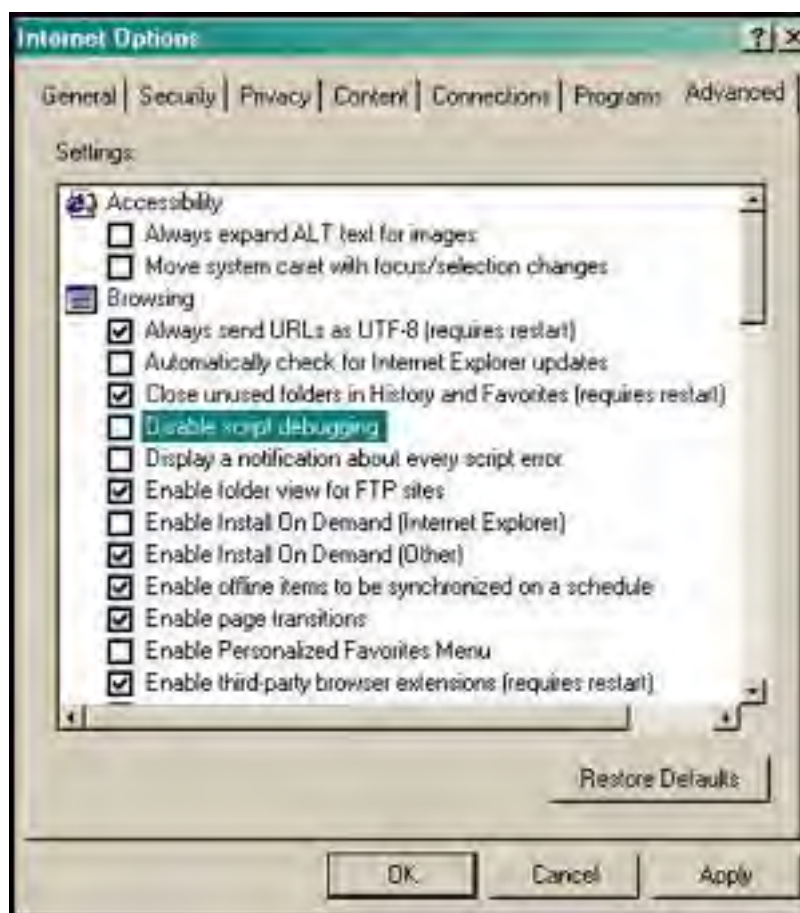 Internet Options
General Security Privacy Content Connections Programs Advanced
Settings:
Accessibility
Always expand ALT text for images
Move system caret with focus/selection changes
Browsing
Always send URLs as UTF-8 (requires restart)
Automatically check for Internet Explorer updates
Close unused folders in History and Favorites (requires restart)
Disable script debugging
Display a notification about every script error
Enable folder view for FTP sites
Enable Install On Demand (Internet Explorer)
Enable Install On Demand (Other)
Enable offline items to be synchronized on a schedule
Enable page transitions
Enable Personalized Favorites Menu
Enable third-party browser extensions (requires restart)
Restore Defaults
OK Cancel Apply